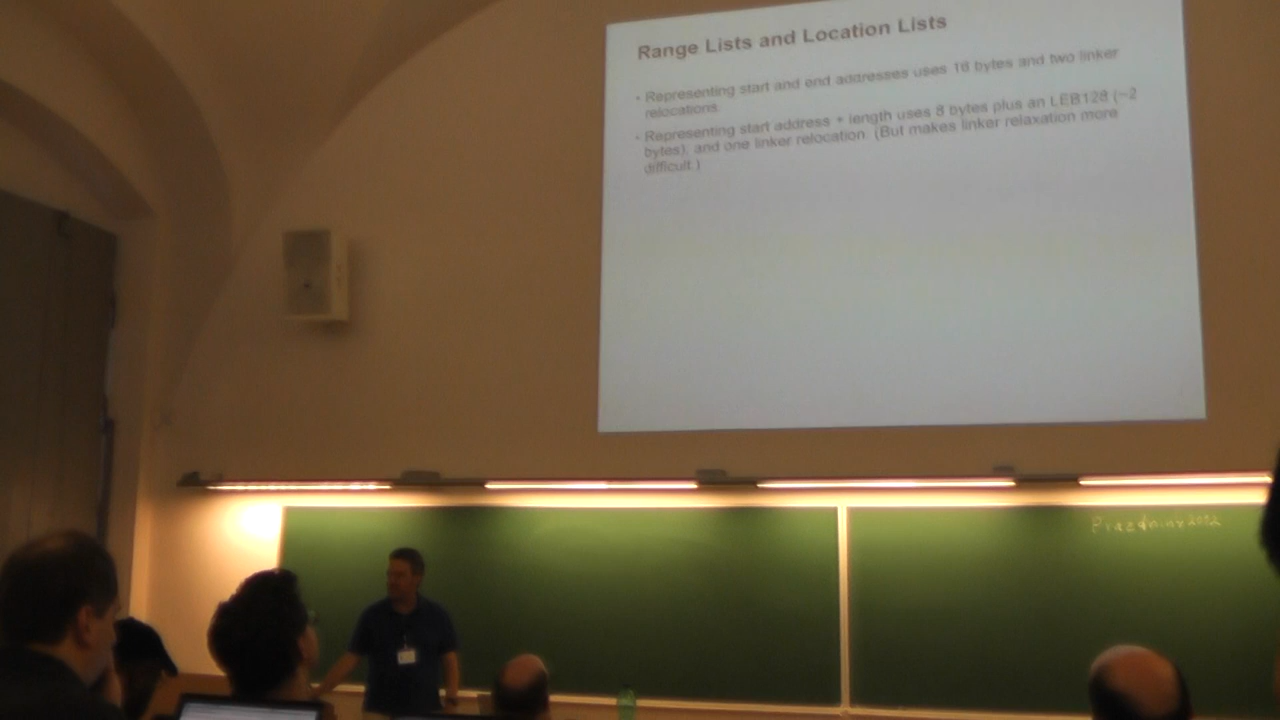 Range Lists and Location Lists
• Representing start and end addresses uses 16 bytes and two linker
relocations.
• Representing start address + length uses 8 bytes plus an LEB128 (~2
bytes), and one linker relocation. (But makes linker relaxation more
difficult.)
Prazdniny2002